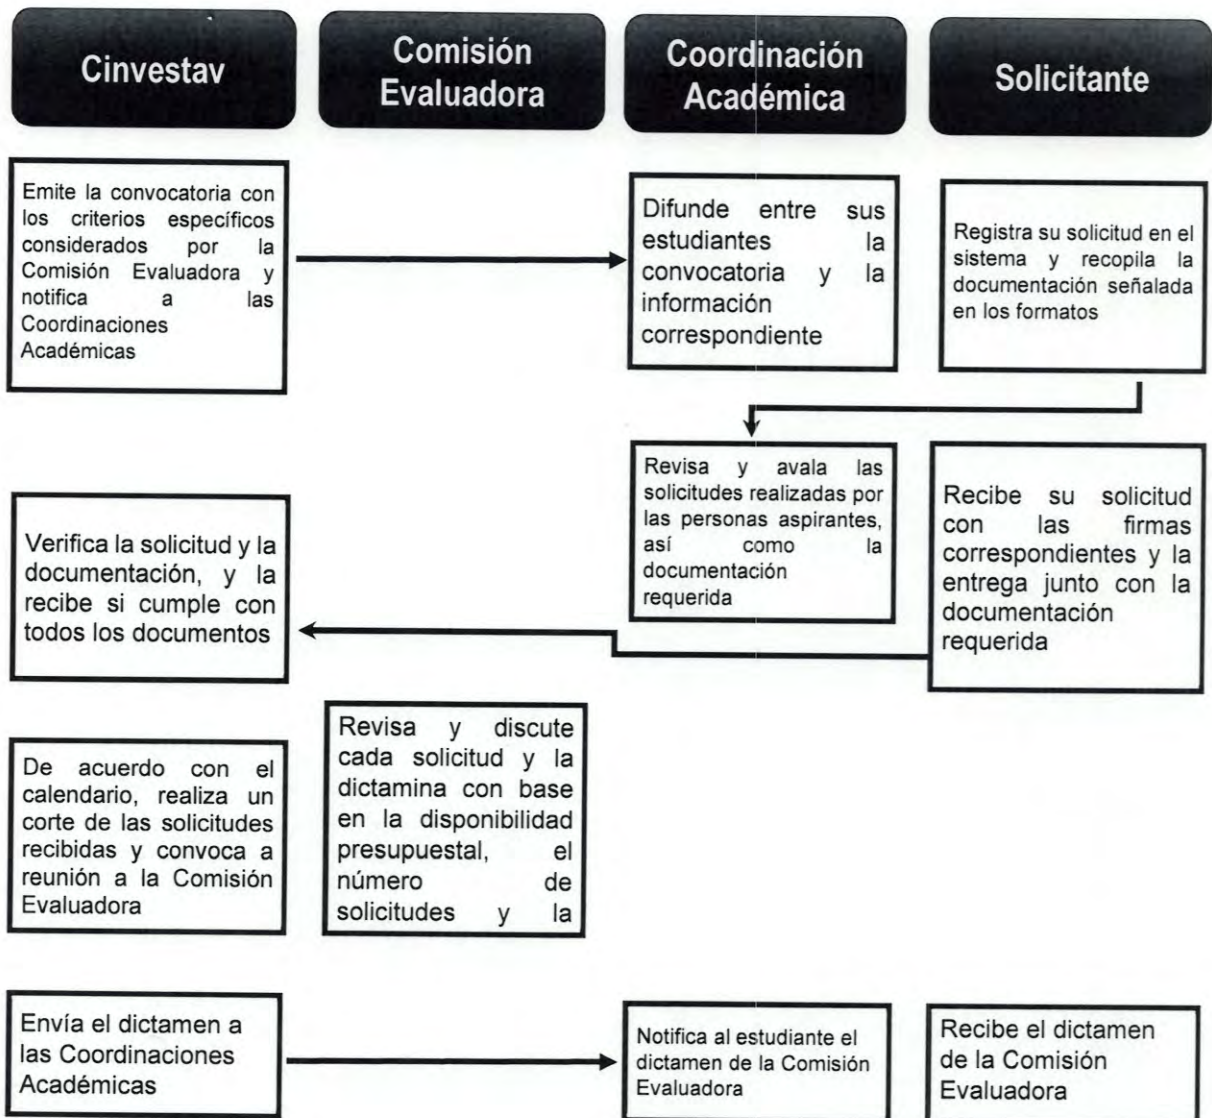 Cinvestav
Comisión
Evaluadora
Coordinación
Académica
Solicitante
Emite la convocatoria con
los criterios específicos
considerados por la
Comisión Evaluadora y
notifica a las
Coordinaciones
Académicas
Difunde entre sus
estudiantes la
convocatoria y la
información
correspondiente
Registra su solicitud en el
sistema y recopila la
documentación señalada
en los formatos
Revisa y avala las
solicitudes realizadas por
las personas aspirantes,
así como la
documentación
requerida
Recibe su solicitud
con las firmas
correspondientes y la
entrega junto con la
documentación
requerida
Verifica la solicitud y la
documentación, y la
recibe si cumple con
todos los documentos
De acuerdo con el
calendario, realiza un
corte de las solicitudes
recibidas y convoca a
reunión a la Comisión
Evaluadora
Revisa y discute
cada solicitud y la
dictamina con base
en la disponibilidad
presupuestal, el
número de
solicitudes y la
Envía el dictamen a
las Coordinaciones
Académicas
Notifica al estudiante el
dictamen de la Comisión
Evaluadora
Recibe el dictamen
de la Comisión
Evaluadora